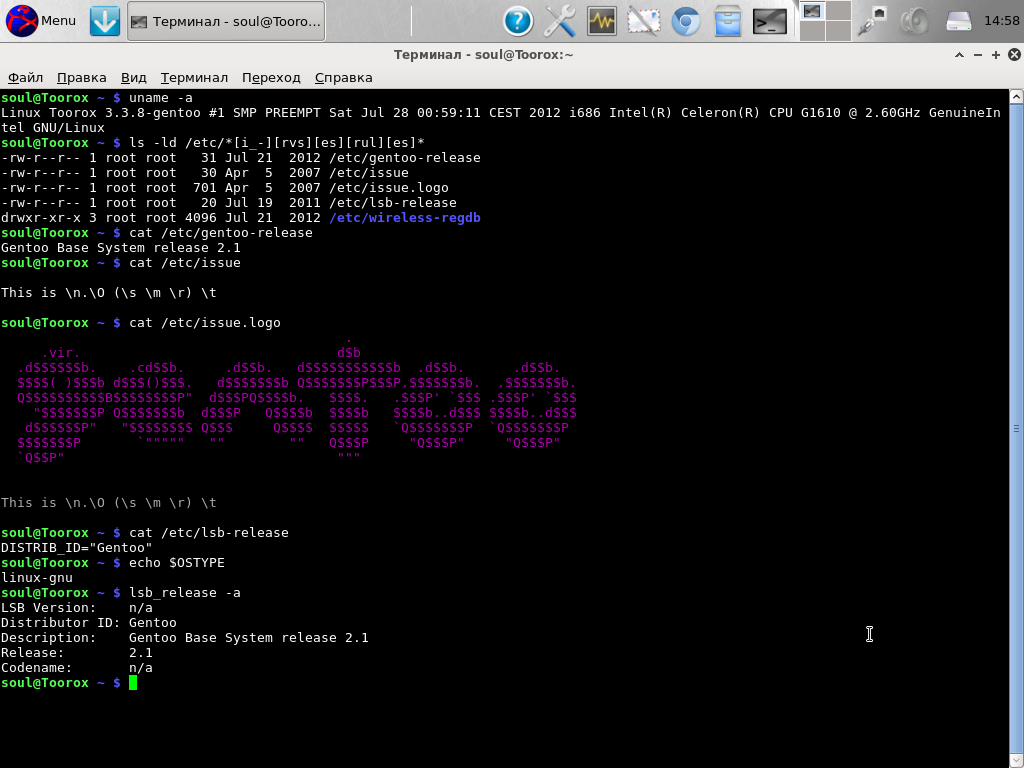 Menu
Терминал - soul@Tooro...
14:58
Терминал - soul@Toorox:~
Файл Правка Вид Терминал Переход Справка
soul@Toorox ~ $ uname -a
Linux Toorox 3.3.8-gentoo #1 SMP PREEMPT Sat Jul 28 00:59:11 CEST 2012 i686 Intel(R) Celeron(R) CPU G1610 @ 2.60GHz GenuineIn
tel GNU/Linux
soul@Toorox ~ $ ls -ld /etc/*[i_-][rvs][es][rul][es]*
-rw-r--r-- 1 root root   31 Jul 21  2012 /etc/gentoo-release
-rw-r--r-- 1 root root   30 Apr  5  2007 /etc/issue
-rw-r--r-- 1 root root  701 Apr  5  2007 /etc/issue.logo
-rw-r--r-- 1 root root   20 Jul 19  2011 /etc/lsb-release
drwxr-xr-x 3 root root 4096 Jul 21  2012 /etc/wireless-regdb
soul@Toorox ~ $ cat /etc/gentoo-release
Gentoo Base System release 2.1
soul@Toorox ~ $ cat /etc/issue
This is \n.\O (\s \m \r) \t
soul@Toorox ~ $ cat /etc/issue.logo
                                           .
     .vir.                                d$b
  .d$$$$$$b.    .cd$$b.     .d$$b.   d$$$$$$$$$$$b  .d$$b.      .d$$b.
  $$$$( )$$$b d$$$()$$$.   d$$$$$$$b Q$$$$$$$P$$$P.$$$$$$$b.  .$$$$$$$b.
  Q$$$$$$$$$$B$$$$$$$$P"  d$$$PQ$$$$b.   $$$$.   .$$$P' `$$$ .$$$P' `$$$
    "$$$$$$$P Q$$$$$$$b  d$$$P   Q$$$$b  $$$$b   $$$$b..d$$$ $$$$b..d$$$
   d$$$$$$P"   "$$$$$$$$ Q$$$     Q$$$$  $$$$$   `Q$$$$$$$P  `Q$$$$$$$P
  $$$$$$$P       `"""""   ""        ""   Q$$$P     "Q$$$P"     "Q$$$P"
  `Q$$P"                                  """
This is \n.\O (\s \m \r) \t
soul@Toorox ~ $ cat /etc/lsb-release
DISTRIB_ID="Gentoo"
soul@Toorox ~ $ echo $OSTYPE
linux-gnu
soul@Toorox ~ $ lsb_release -a
LSB Version:    n/a
Distributor ID: Gentoo
Description:    Gentoo Base System release 2.1
Release:        2.1
Codename:       n/a
soul@Toorox ~ $